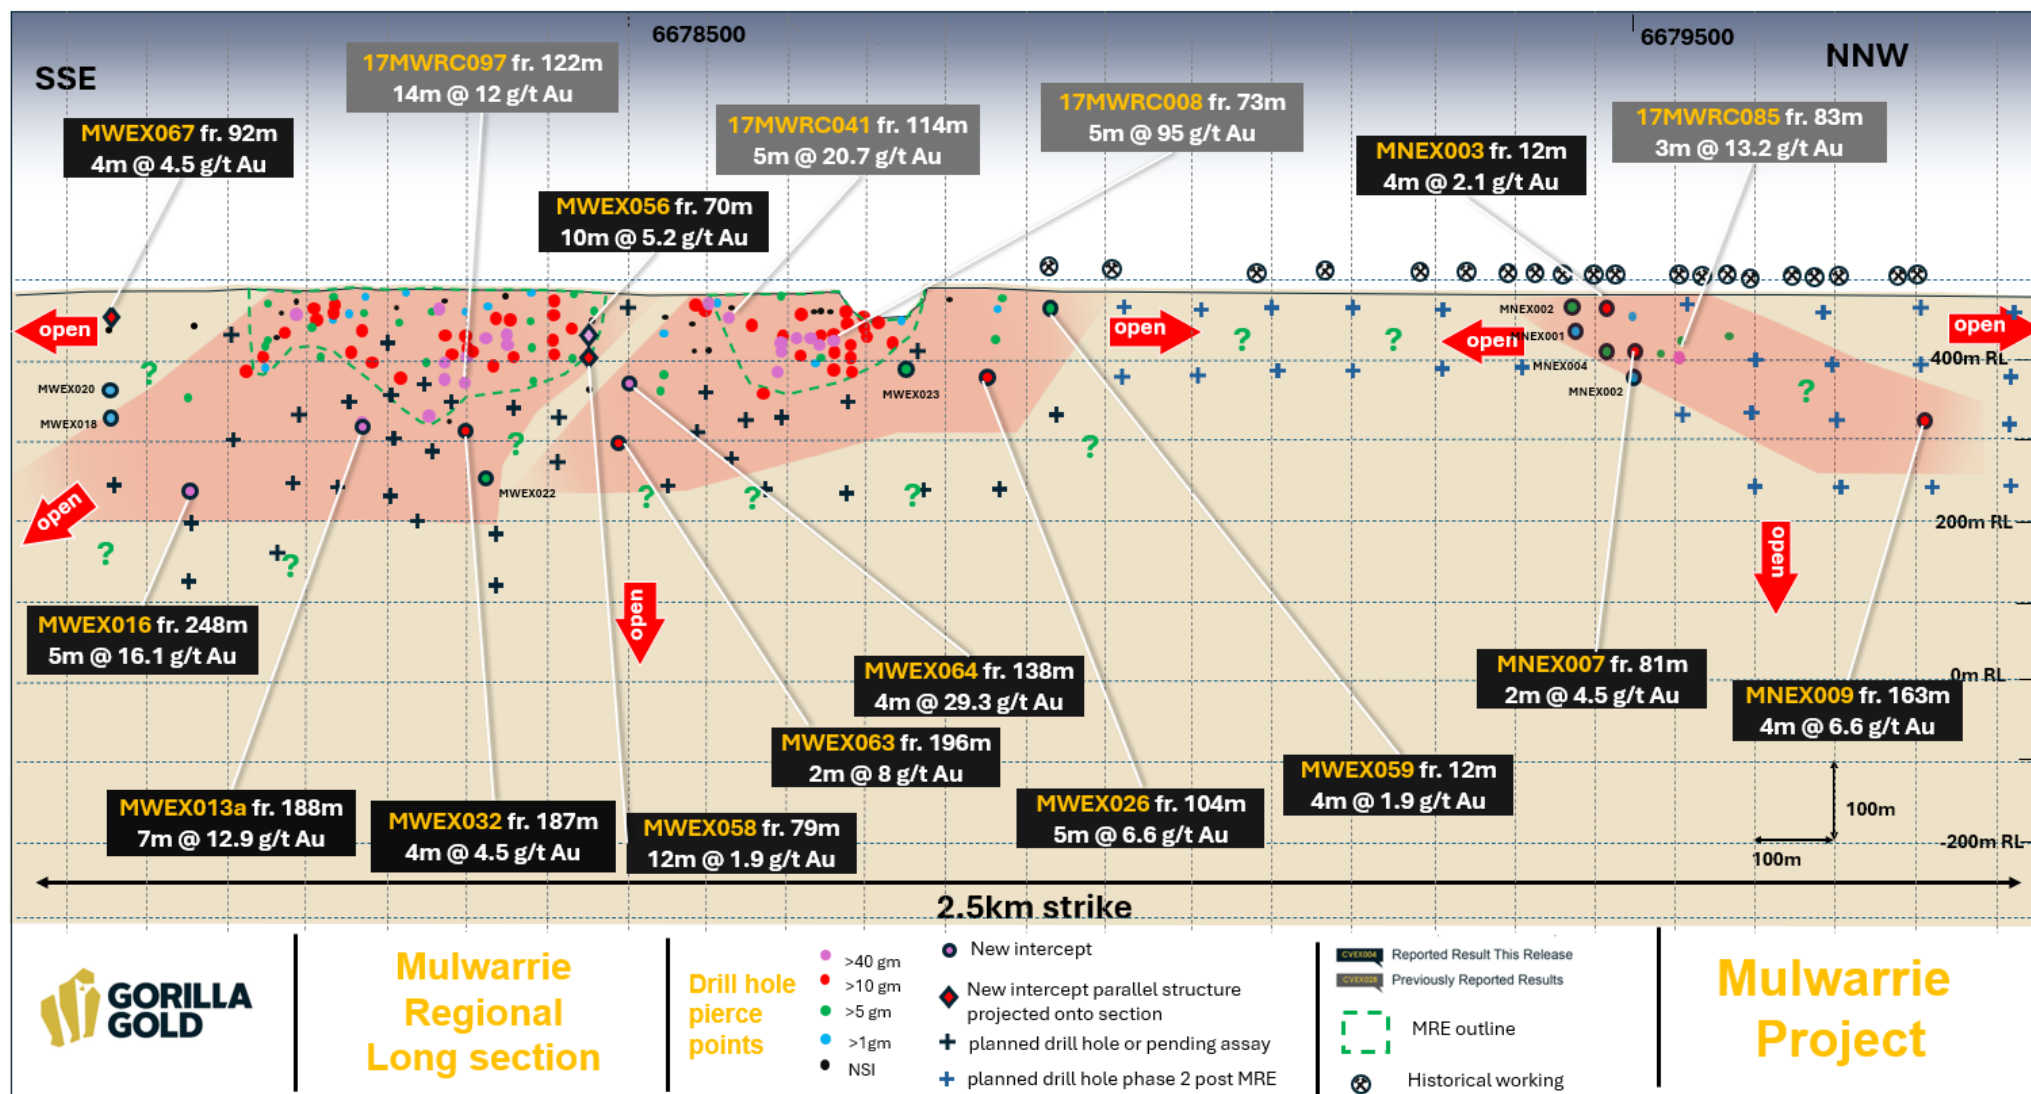 6678500
6679500
SSE
NNW
17MWRC097 fr. 122m
14m @ 12 g/t Au
17MWRC041 fr. 114m
5m @ 20.7 g/t Au
17MWRC008 fr. 73m
5m @ 95 g/t Au
17MWRC085 fr. 83m
3m @ 13.2 g/t Au
MWEX067 fr. 92m
4m @ 4.5 g/t Au
MNEX003 fr. 12m
4m @ 2.1 g/t Au
MWEX056 fr. 70m
10m @ 5.2 g/t Au
open
open
open
open
MNEX002
MNEX001
MNEX004
MNEX002
400m RL
?
?
?
?
MWEX020
MWEX018
MWEX023
?
?
MWEX022
?
?
?
open
200m RL
?
?
open
open
MWEX016 fr. 248m
5m @ 16.1 g/t Au
MWEX064 fr. 138m
4m @ 29.3 g/t Au
MNEX007 fr. 81m
2m @ 4.5 g/t Au
0m RL
MNEX009 fr. 163m
4m @ 6.6 g/t Au
MWEX063 fr. 196m
2m @ 8 g/t Au
MWEX059 fr. 12m
4m @ 1.9 g/t Au
MWEX013a fr. 188m
7m @ 12.9 g/t Au
MWEX032 fr. 187m
4m @ 4.5 g/t Au
MWEX058 fr. 79m
12m @ 1.9 g/t Au
MWEX026 fr. 104m
5m @ 6.6 g/t Au
100m
100m
-200m RL
2.5km strike
GORILLA
GOLD
Mulwarrie
Regional
Long section
Drill hole
pierce
points
>40 gm
>10 gm
>5 gm
>1gm
NSI
New intercept
New intercept parallel structure
projected onto section
planned drill hole or pending assay
planned drill hole phase 2 post MRE
CVEX004
Reported Result This Release
CVEX028
Previously Reported Results
MRE outline
Historical working
Mulwarrie
Project